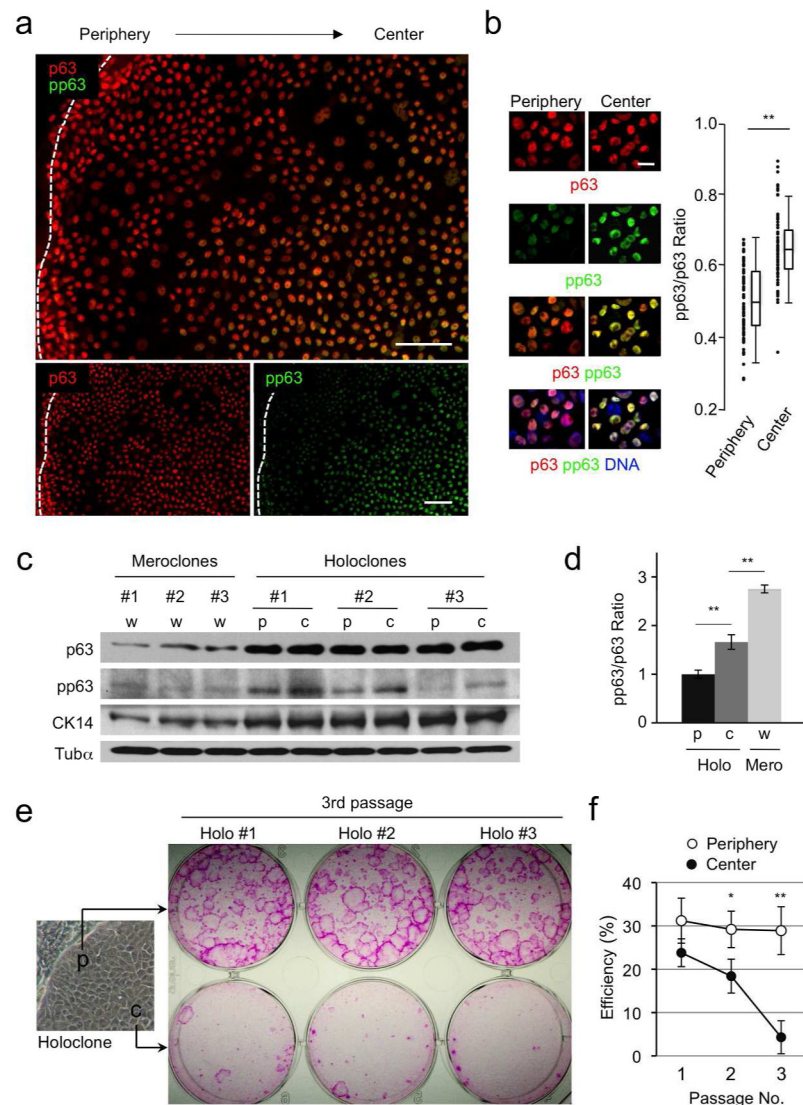 a
Periphery Center
p63
pp63
p63
pp63
b
Periphery Center
p63
pp63
p63 pp63
p63 pp63 DNA
**
pp63/p63 Ratio
1.0
0.8
0.6
0.4
0.2
Periphery
Center
c
Meroclones Holoclones
#1 #2 #3 #1 #2 #3
w w w p c p c p c
p63
pp63
CK14
Tubα
d
pp63/p63 Ratio
3
2
1
0
**
**
p c w
Holo Mero
e
3rd passage
Holo #1 Holo #2 Holo #3
p
c
Holoclone
f
Periphery
Center
Efficiency (%)
40
30
20
10
0
* **
1 2 3
Passage No.